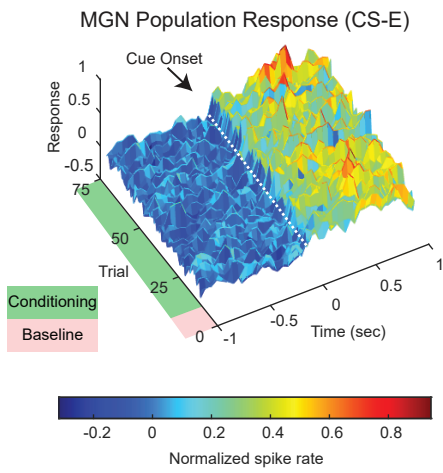 MGN Population Response (CS-E)
Cue Onset
Response
1
0.5
0
-0.5
75
50
25
0
Trial
-1
-0.5
0
0.5
1
Time (sec)
Conditioning
Baseline
-0.2 0 0.2 0.4 0.6 0.8
Normalized spike rate